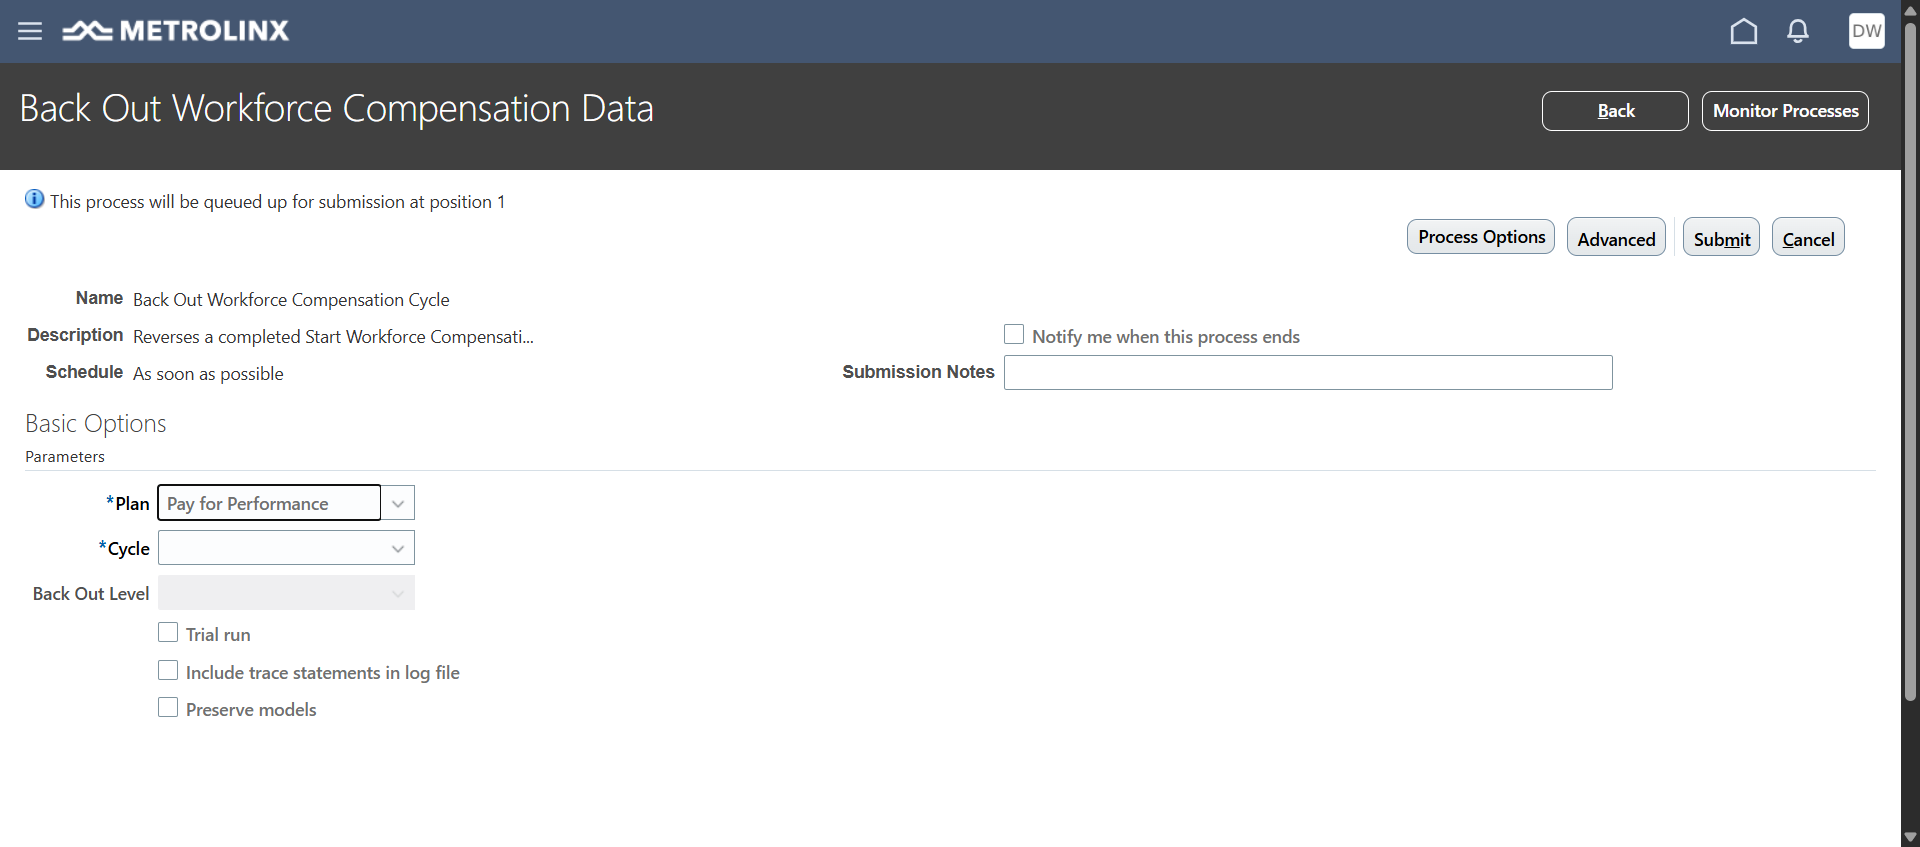 METROLINX
DW
Back Out Workforce Compensation Data
Back
Monitor Processes
This process will be queued up for submission at position 1
Process Options
Advanced
Submit
Cancel
Name Back Out Workforce Compensation Cycle
Description Reverses a completed Start Workforce Compensati...
Notify me when this process ends
Schedule As soon as possible
Submission Notes
Basic Options
Parameters
*Plan Pay for Performance
*Cycle
Back Out Level
Trial run
Include trace statements in log file
Preserve models